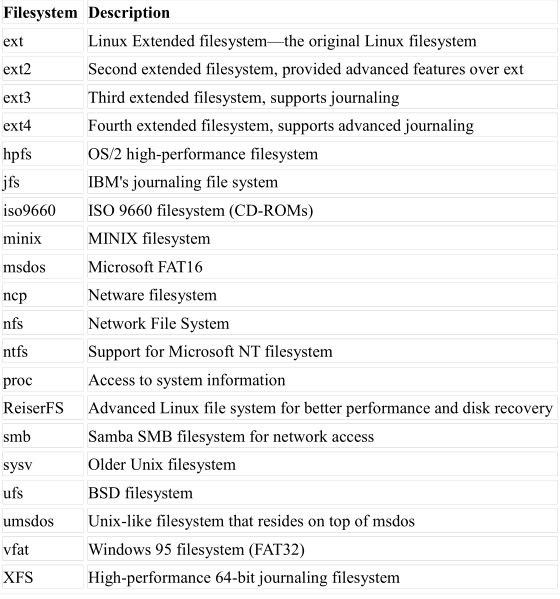 Filesystem Description
ext Linux Extended filesystem—the original Linux filesystem
ext2 Second extended filesystem, provided advanced features over ext
ext3 Third extended filesystem, supports journaling
ext4 Fourth extended filesystem, supports advanced journaling
hpfs OS/2 high-performance filesystem
jfs IBM's journaling file system
iso9660 ISO 9660 filesystem (CD-ROMs)
minix MINIX filesystem
msdos Microsoft FAT16
ncp Netware filesystem
nfs Network File System
ntfs Support for Microsoft NT filesystem
proc Access to system information
ReiserFS Advanced Linux file system for better performance and disk recovery
smb Samba SMB filesystem for network access
sysv Older Unix filesystem
ufs BSD filesystem
umsdos Unix-like filesystem that resides on top of msdos
vfat Windows 95 filesystem (FAT32)
XFS High-performance 64-bit journaling filesystem